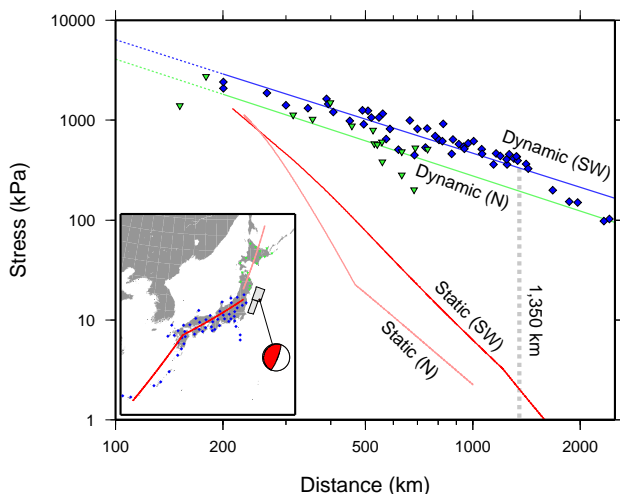 10000
1000
100
10
1
Stress (kPa)
Dynamic (SW)
Dynamic (N)
Static (SW)
Static (N)
1,350 km
100
200
500
1000
2000
Distance (km)